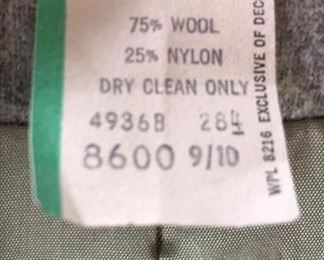 75% WOOL
25% NYLON
DRY CLEAN ONLY
4936B 284
8600 9/10
WPL 8216 EXCLUSIVE OF DEC